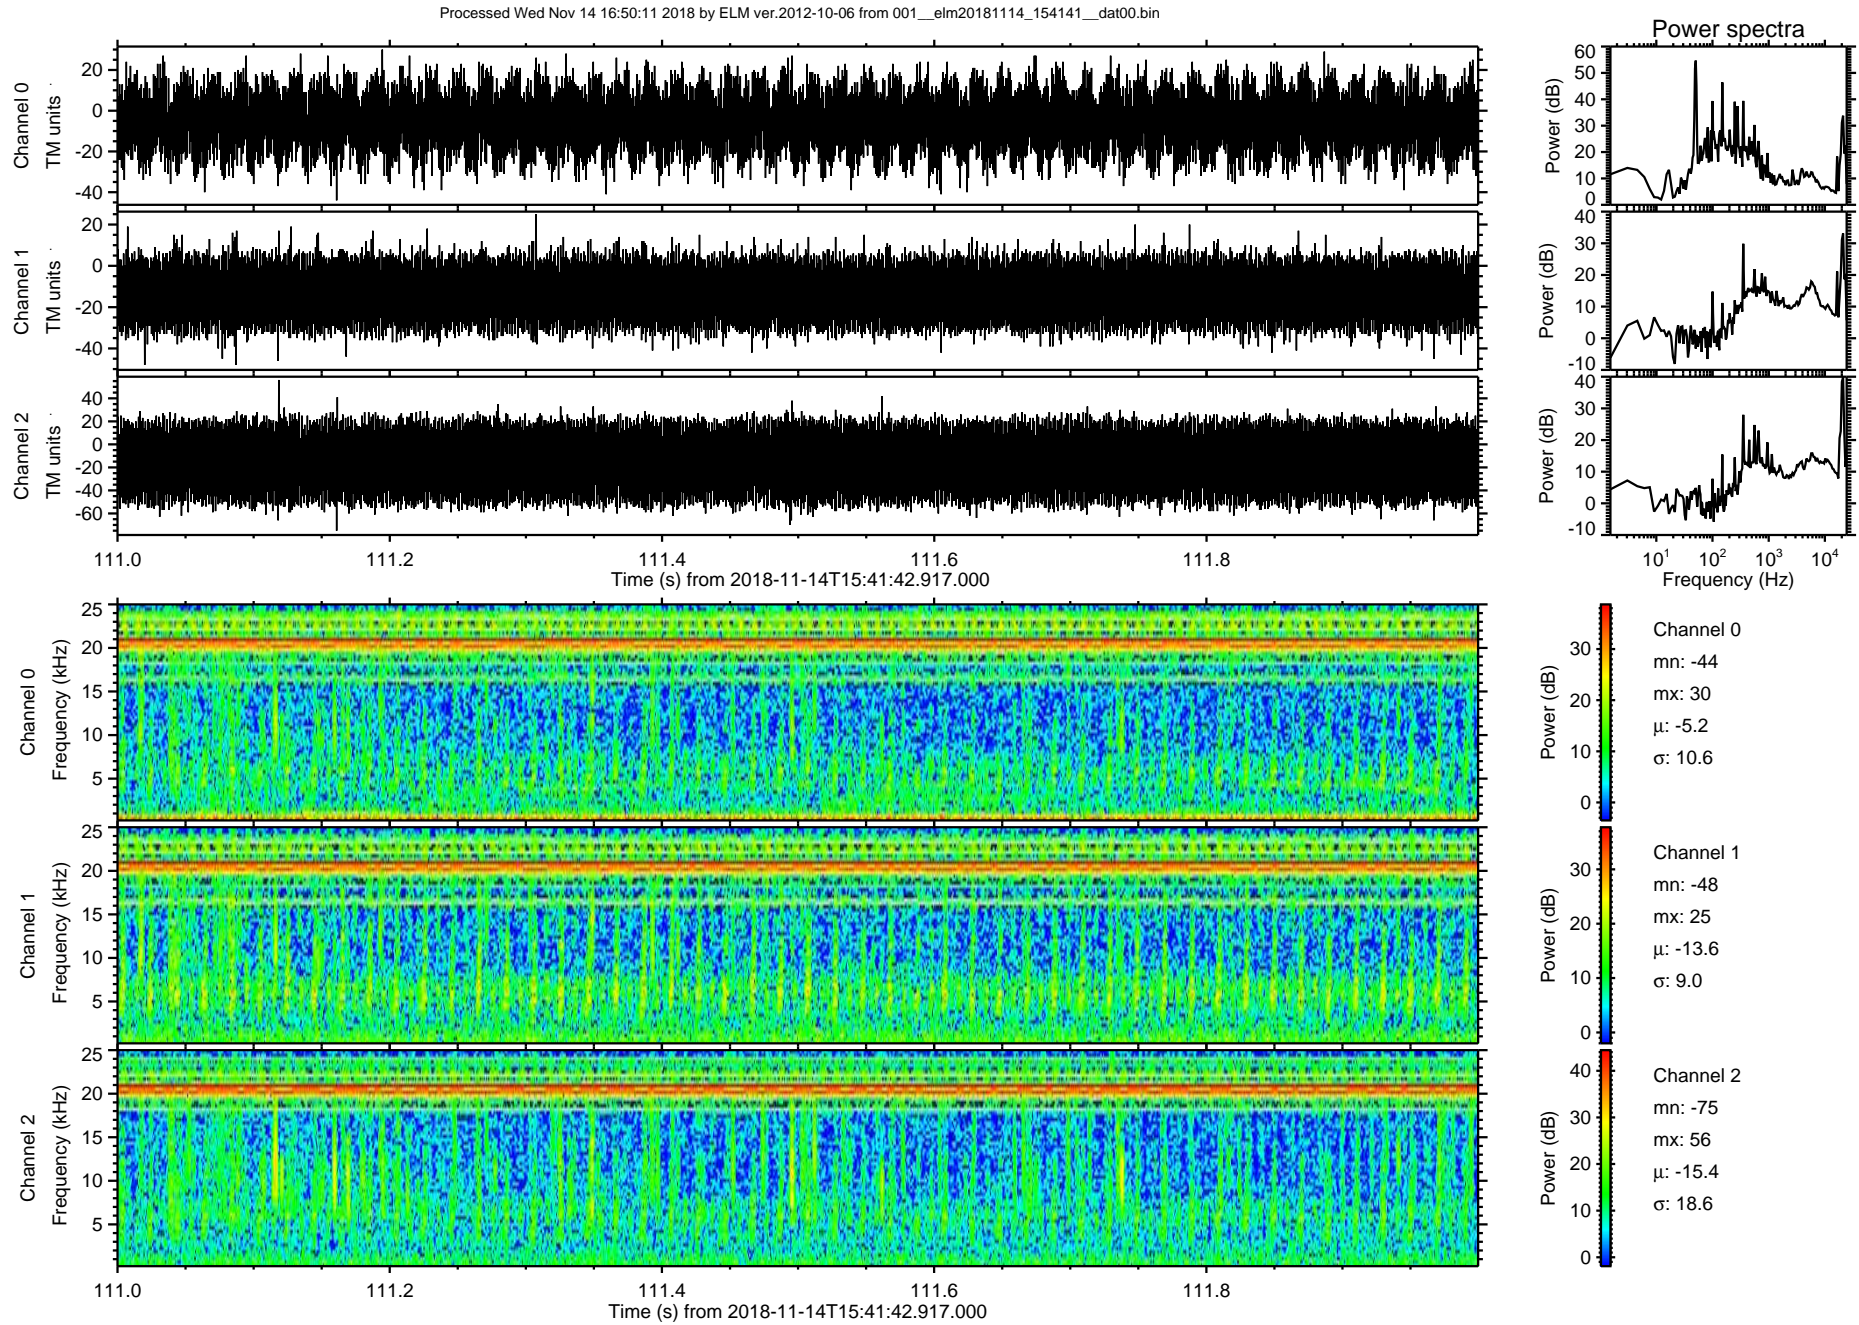 Processed Wed Nov 14 16:50:11 2018 by ELM ver.2012-10-06 from 001__elm20181114_154141__dat00.bin
Power spectra
Channel 0
TM units
20
0
-20
-40
Power (dB)
60
50
40
30
20
10
0
Channel 1
TM units
20
0
-20
-40
Power (dB)
40
30
20
10
0
-10
Channel 2
TM units
40
20
0
-20
-40
-60
Power (dB)
40
30
20
10
0
-10
111.0 111.2 111.4 111.6 111.8
Time (s) from 2018-11-14T15:41:42.917.000
10^1 10^2 10^3 10^4
Frequency (Hz)
Channel 0
Frequency (kHz)
25
20
15
10
5
Power (dB)
30
20
10
0
Channel 0
mn: -44
mx: 30
µ: -5.2
σ: 10.6
Channel 1
Frequency (kHz)
25
20
15
10
5
Power (dB)
30
20
10
0
Channel 1
mn: -48
mx: 25
µ: -13.6
σ: 9.0
Channel 2
Frequency (kHz)
25
20
15
10
5
Power (dB)
40
30
20
10
0
Channel 2
mn: -75
mx: 56
µ: -15.4
σ: 18.6
111.0 111.2 111.4 111.6 111.8
Time (s) from 2018-11-14T15:41:42.917.000